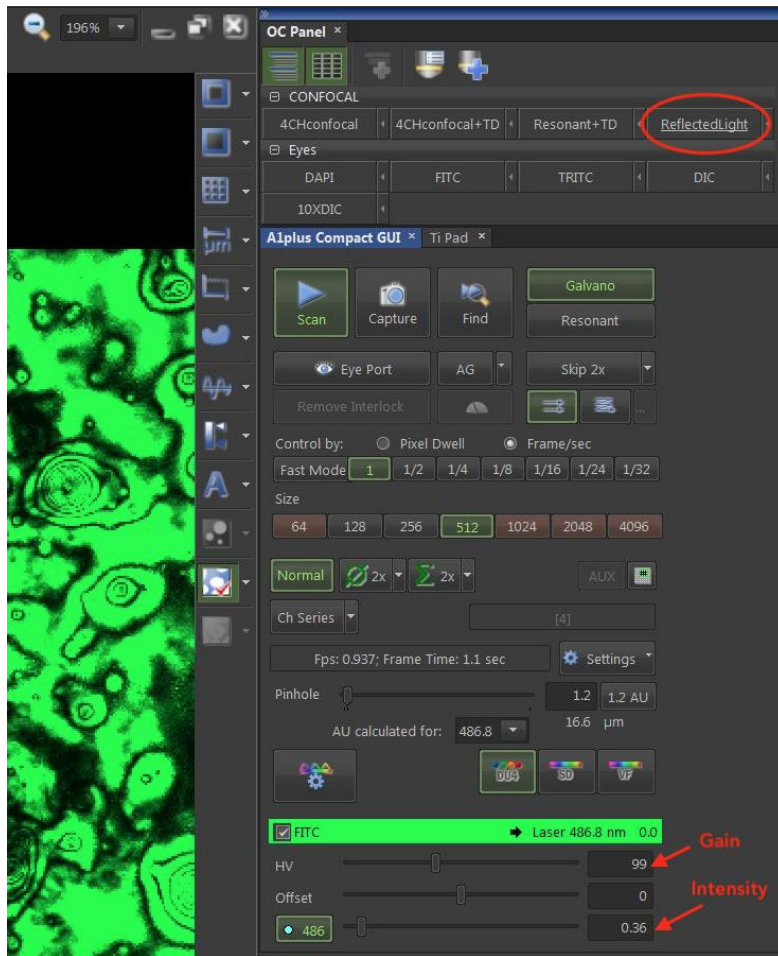 196%
OC Panel ×
CONFOCAL
4CHconfocal 4CHconfocal+TD Resonant+TD ReflectedLight
Eyes
DAPI FITC TRITC DIC
10XDIC
A1plus Compact GUI × Ti Pad ×
Scan Capture Find Galvano
Resonant
Eye Port AG Skip 2x
Remove Interlock ...
Control by: Pixel Dwell Frame/sec
Fast Mode 1 1/2 1/4 1/8 1/16 1/24 1/32
Size
64 128 256 512 1024 2048 4096
Normal 2x 2x AUX
Ch Series [4]
Fps: 0.937; Frame Time: 1.1 sec Settings
Pinhole 1.2 1.2 AU
AU calculated for: 486.8 16.6 µm
DU4 SD VF
FITC Laser 486.8 nm 0.0
Gain
HV 99
Offset 0
Intensity
486 0.36
µm
A